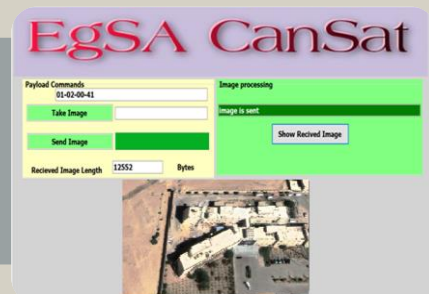 EgSA CanSat
Payload Commands
01-02-00-41
Take Image
Send Image
Recieved Image Length 12552 Bytes
Image processing
image is sent
Show Recived Image